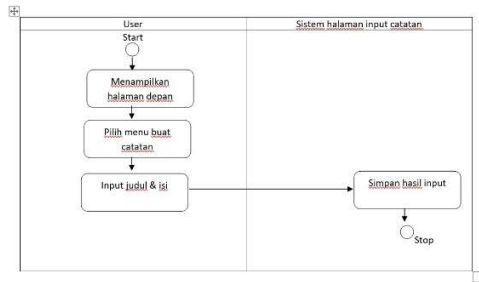 User
Sistem halaman input catatan
Start
Menampilkan
halaman depan
Pilih menu buat
catatan
Input judul & isi
Simpan hasil input
Stop